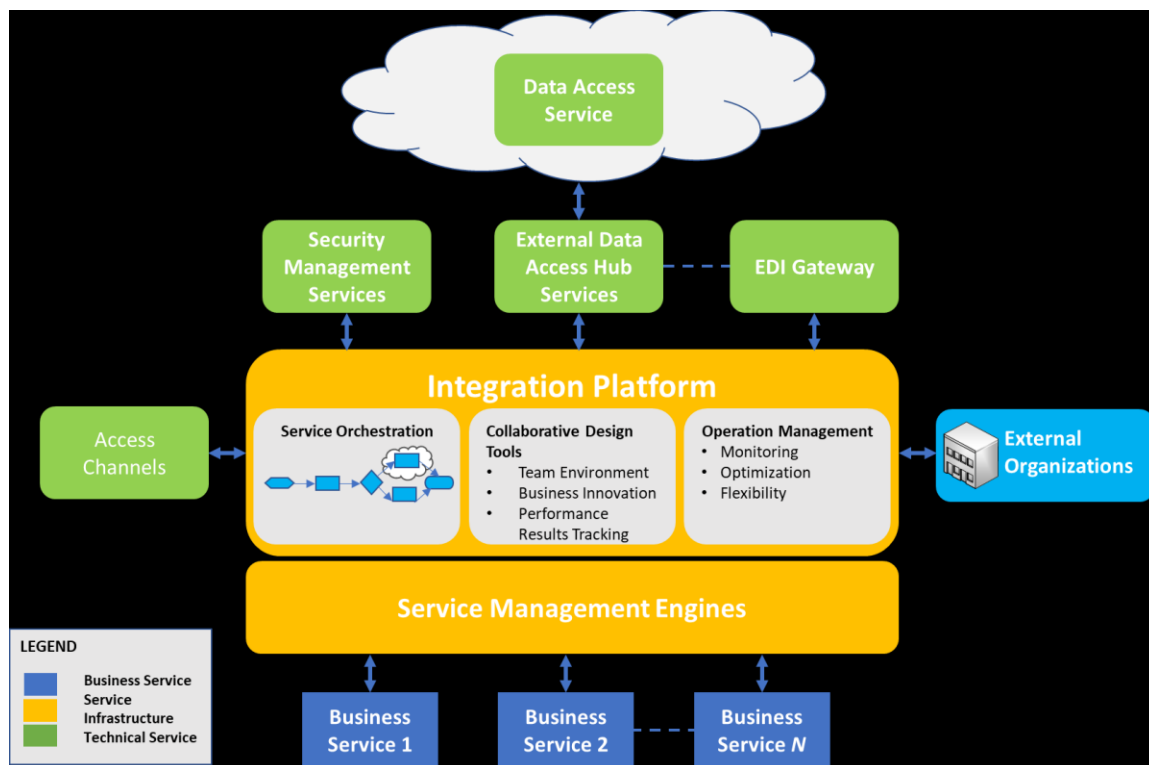 Data Access
Service
Security
Management
Services
External Data
Access Hub
Services
EDI Gateway
Integration Platform
Access
Channels
Service Orchestration
Collaborative Design
Tools
• Team Environment
• Business Innovation
• Performance
Results Tracking
Operation Management
• Monitoring
• Optimization
• Flexibility
External
Organizations
Service Management Engines
LEGEND
Business Service
Service
Infrastructure
Technical Service
Business
Service 1
Business
Service 2
Business
Service N